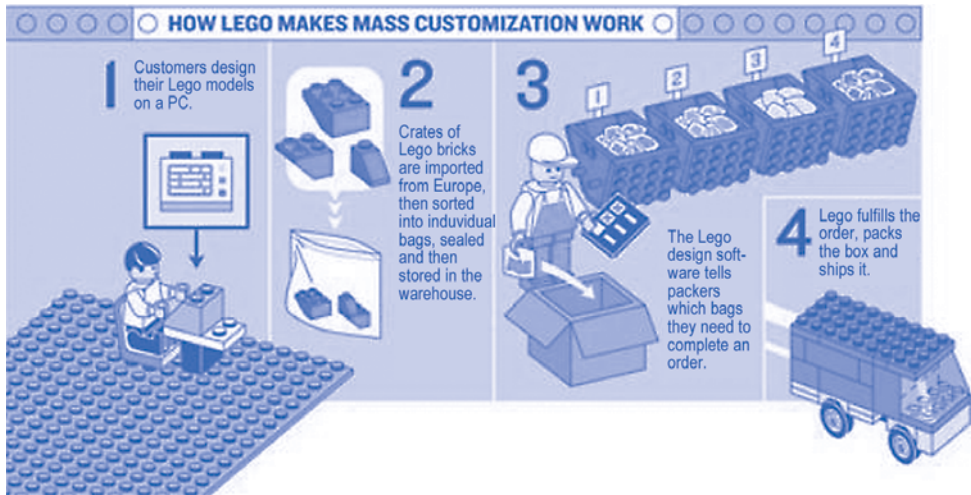 HOW LEGO MAKES MASS CUSTOMIZATION WORK
1
Customers design
their Lego models
on a PC.
2
Crates of
Lego bricks
are imported
from Europe,
then sorted
into induvidual
bags, sealed
and then
stored in the
warehouse.
3
1
2
3
4
The Lego
design soft-
ware tells
packers
which bags
they need to
complete an
order.
4
Lego fulfills the
order, packs
the box and
ships it.